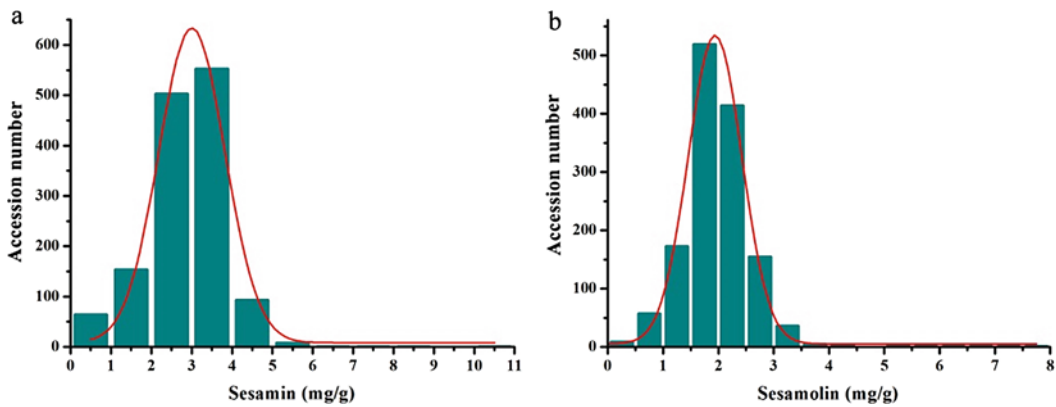 a
Accession number
600
500
400
300
200
100
0
0 1 2 3 4 5 6 7 8 9 10 11
Sesamin (mg/g)
b
Accession number
500
400
300
200
100
0
0 1 2 3 4 5 6 7 8
Sesamolin (mg/g)